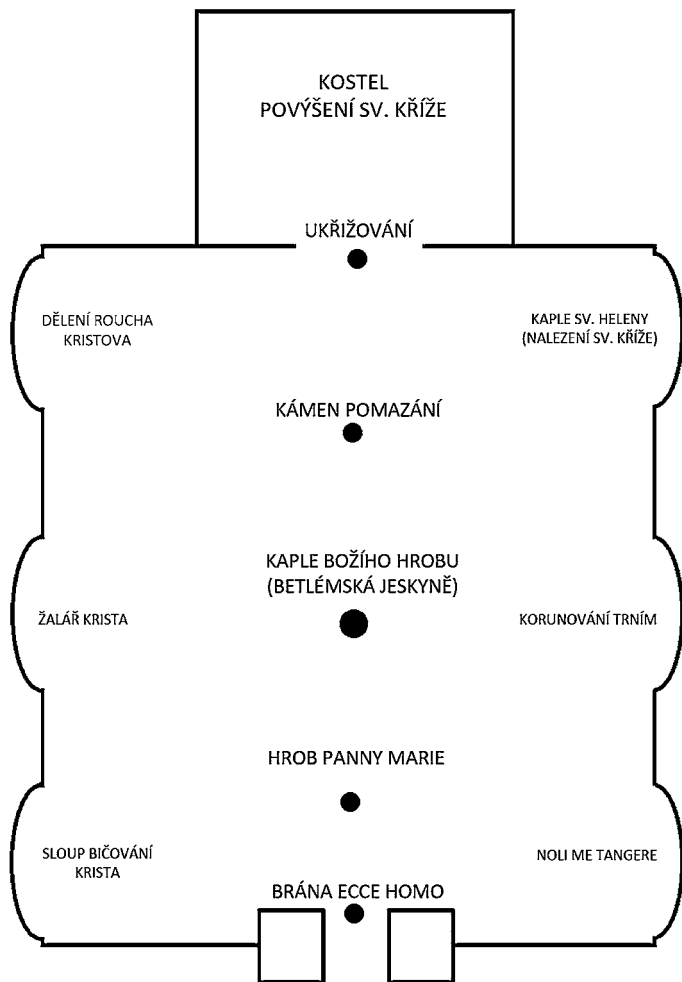 KOSTEL
POVÝŠENÍ SV. KŘÍŽE
UKŘIŽOVÁNÍ
DĚLENÍ ROUCHA
KRISTOVA
KAPLE SV. HELENY
(NALEZENÍ SV. KŘÍŽE)
KÁMEN POMAZÁNÍ
KAPLE BOŽÍHO HROBU
(BETLÉMSKÁ JESKYNĚ)
ŽALÁŘ KRISTA
KORUNOVÁNÍ TRNÍM
HROB PANNY MARIE
SLOUP BIČOVÁNÍ
KRISTA
NOLI ME TANGERE
BRÁNA ECCE HOMO